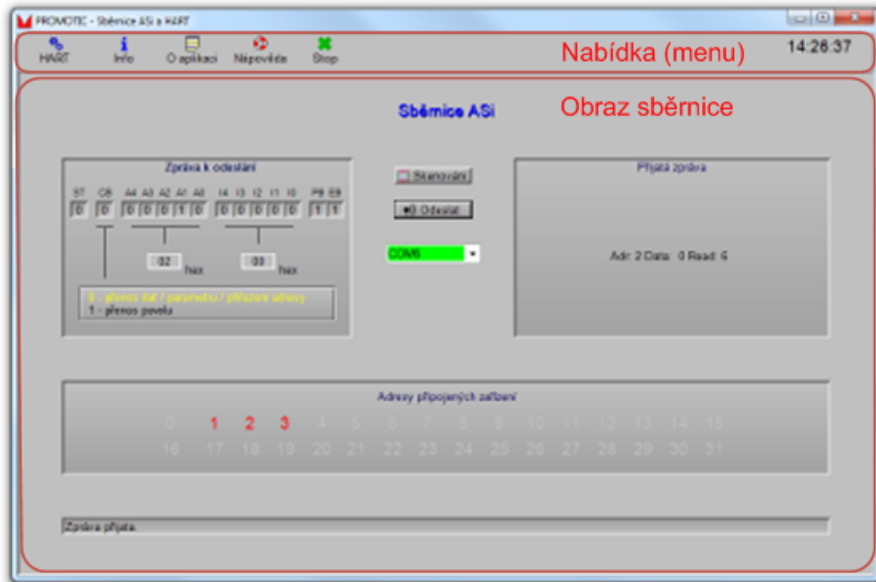 PROMOTIC - Sběrnice ASi a HART
HART Info O aplikaci Nápověda Stop
Nabídka (menu)
14:26:37
Obraz sběrnice
Sběrnice ASi
Zpráva k odeslání
ST CB A4 A3 A2 A1 A0 I4 I3 I2 I1 I0 PB EB
0 0 0 0 0 1 0 0 0 0 0 0 1 1
02 hex 00 hex
0 - přenos dat / parametru / přiřazení adresy
1 - přenos povelu
Skenování
Odeslat
COM6
Přijatá zpráva
Adr: 2 Data: 0 Read: 6
Adresy připojených zařízení
0 1 2 3 4 5 6 7 8 9 10 11 12 13 14 15
16 17 18 19 20 21 22 23 24 25 26 27 28 29 30 31
Zpráva přijata.